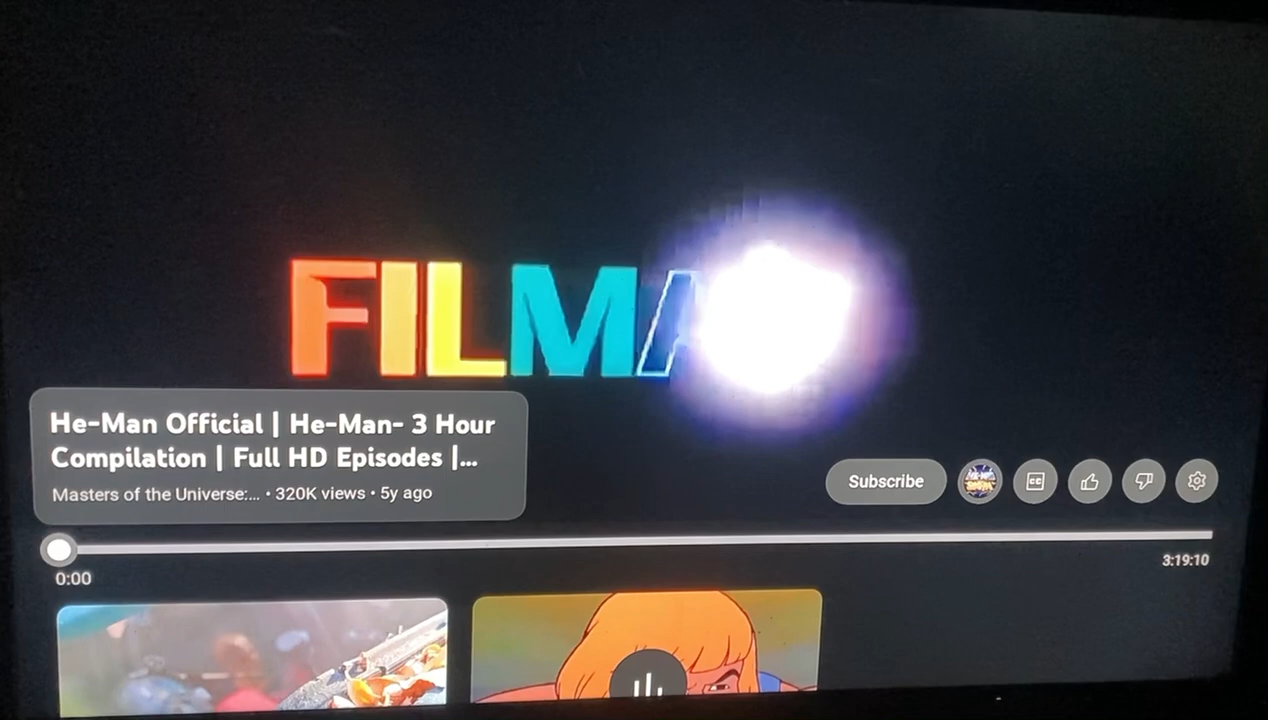 FILMA
He-Man Official | He-Man- 3 Hour
Compilation | Full HD Episodes |...
Masters of the Universe:... • 320K views • 5y ago
Subscribe
CC
0:00
3:19:10